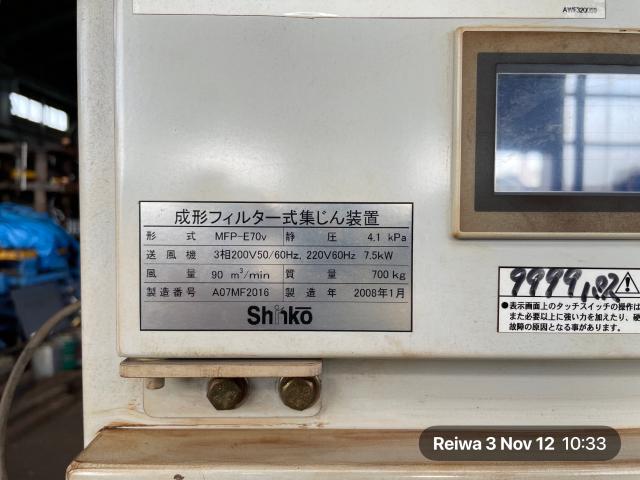 成形フィルター式集じん装置
形式 MFP-E70v 静圧 4.1 kPa
送風機 3相200V50/60Hz, 220V60Hz 7.5kW
風量 90 m³/min 質量 700 kg
製造番号 A07MF2016 製造年 2008年1月
Shinko
9999
●表示画面上のタッチスイッチの操作は
また必要以上に強い力を加えたり、硬
故障の原因となる事があります。
Reiwa 3 Nov 12 10:33